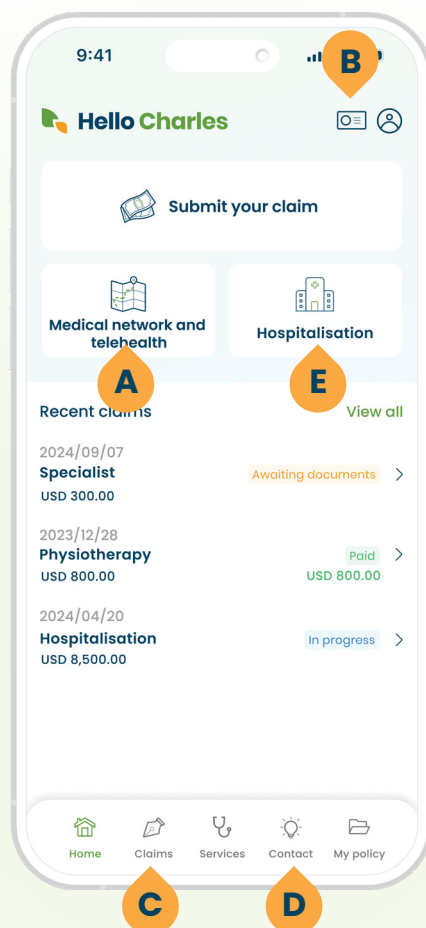 9:41
B
Hello Charles
Submit your claim
Medical network and
telehealth
Hospitalisation
A
E
Recent claims
View all
2024/09/07
Specialist
Awaiting documents
USD 300.00
2023/12/28
Physiotherapy
Paid
USD 800.00
USD 800.00
2024/04/20
Hospitalisation
In progress
USD 8,500.00
Home
Claims
Services
Contact
My policy
C
D